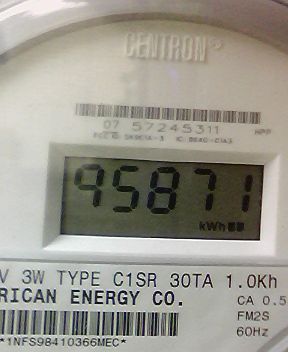 CENTRON®
07 57245311 HPP
95871
kWh
V 3W TYPE C1SR 30TA 1.0Kh
RICAN ENERGY CO. CA 0.5
FM2S
*1NFS98410366MEC* 60Hz